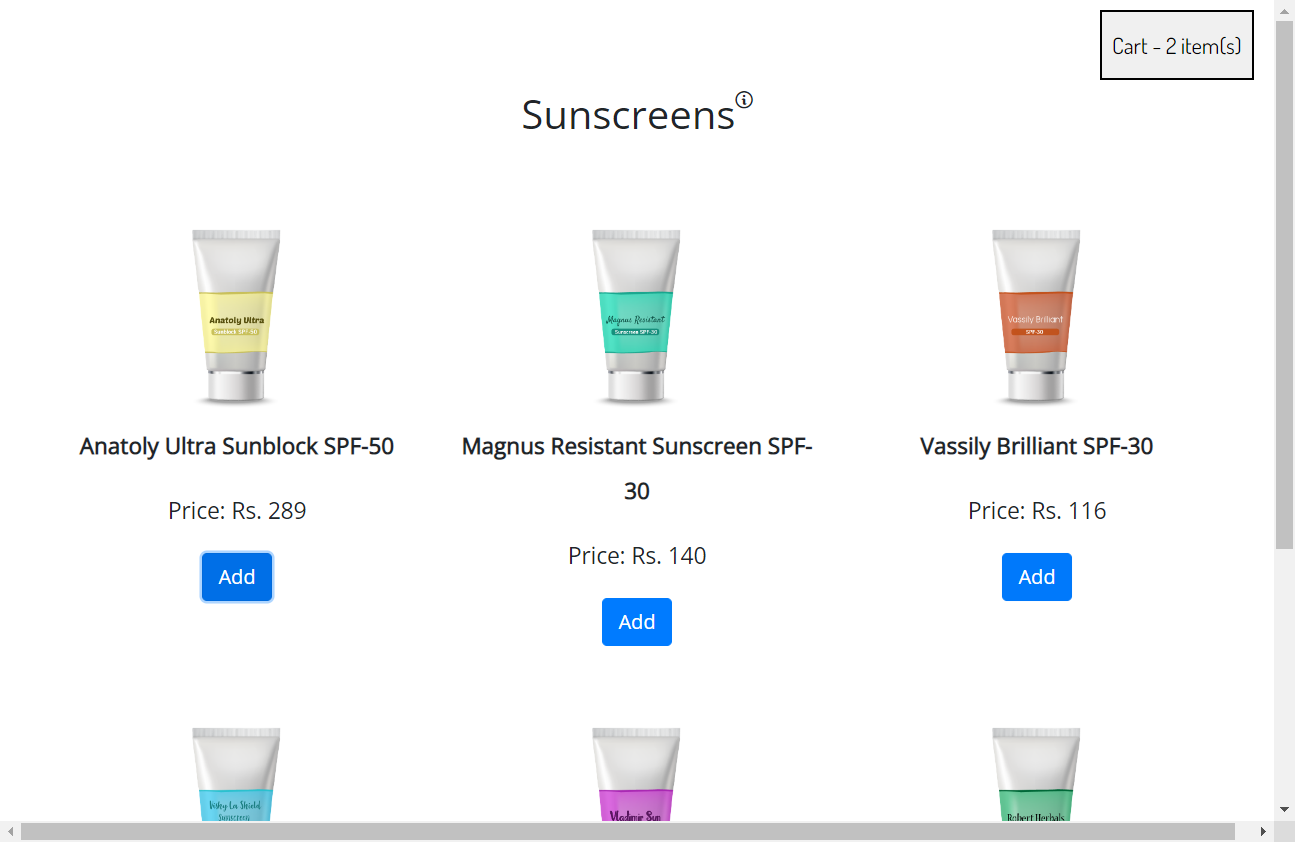 Cart - 2 item(s)
Sunscreens
Anatoly Ultra
Sunblock SPF-50
Magnus Resistant
Sunscreen SPF-30
Vassily Brilliant
SPF-30
Anatoly Ultra Sunblock SPF-50
Magnus Resistant Sunscreen SPF-
30
Vassily Brilliant SPF-30
Price: Rs. 289
Price: Rs. 140
Price: Rs. 116
Add
Add
Add
Vishy La Shield
Sunscreen
Vladimir Sun
Robert Herbals